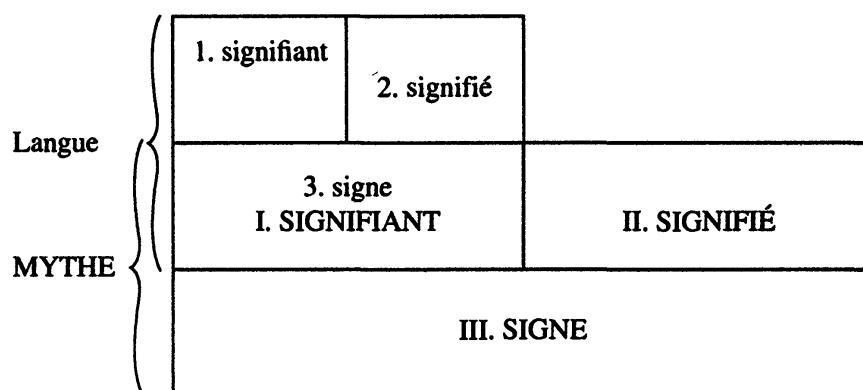 1. signifiant
2. signifié
Langue
3. signe
I. SIGNIFIANT
II. SIGNIFIÉ
MYTHE
III. SIGNE